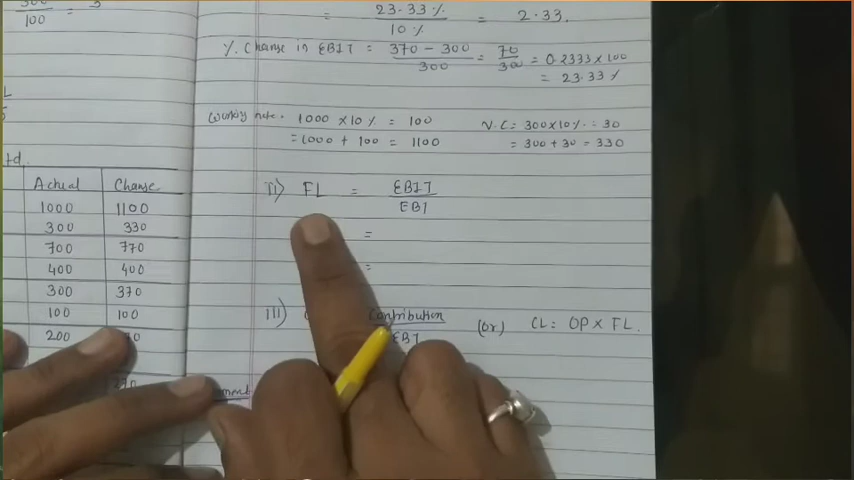 300
100 = 3
= 23.33 %
10 %
= 2.33.
%. Change in EBIT = 370 - 300
300
= 70
300
= 0.2333 x 100
= 23.33 %
Working note. 1000 x 10 % = 100
= 1000 + 100 = 1100
V.C = 300 x 10 % = 30
= 300 + 30 = 330
td.
Actual Change
1000 1100
300 330
700 770
400 400
300 370
100 100
200
270
II) FL = EBIT
EBT
=
=
III) Contribution
EBT
(or) CL = OP X FL.